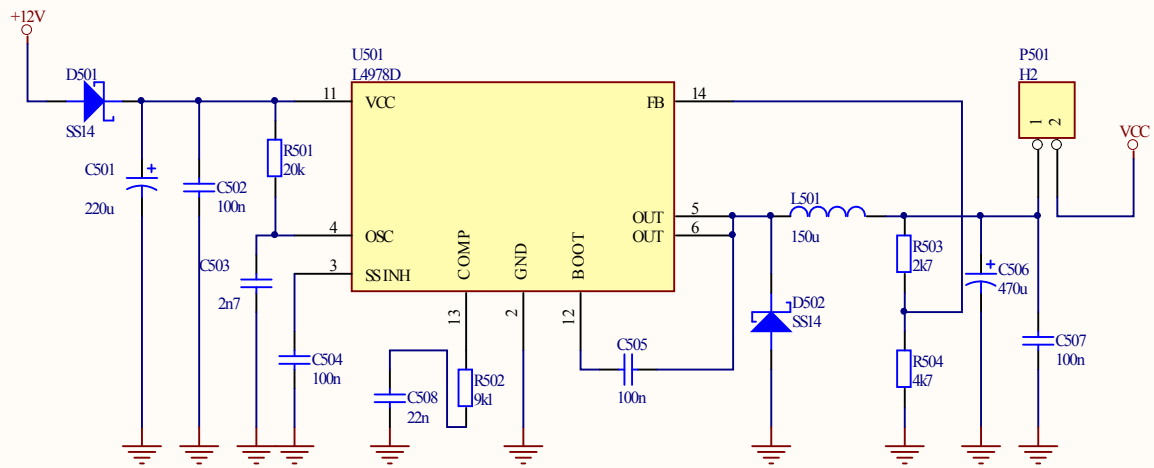 +12V
D501
SS14
C501
220u
C502
100n
R501
20k
C503
2n7
C504
100n
U501
L4978D
11
VCC
4
OSC
3
SSINH
COMP
13
GND
2
BOOT
12
FB
14
OUT
5
OUT
6
C508
22n
R502
9k1
C505
100n
D502
SS14
L501
150u
R503
2k7
R504
4k7
C506
470u
C507
100n
P501
H2
1
2
VCC